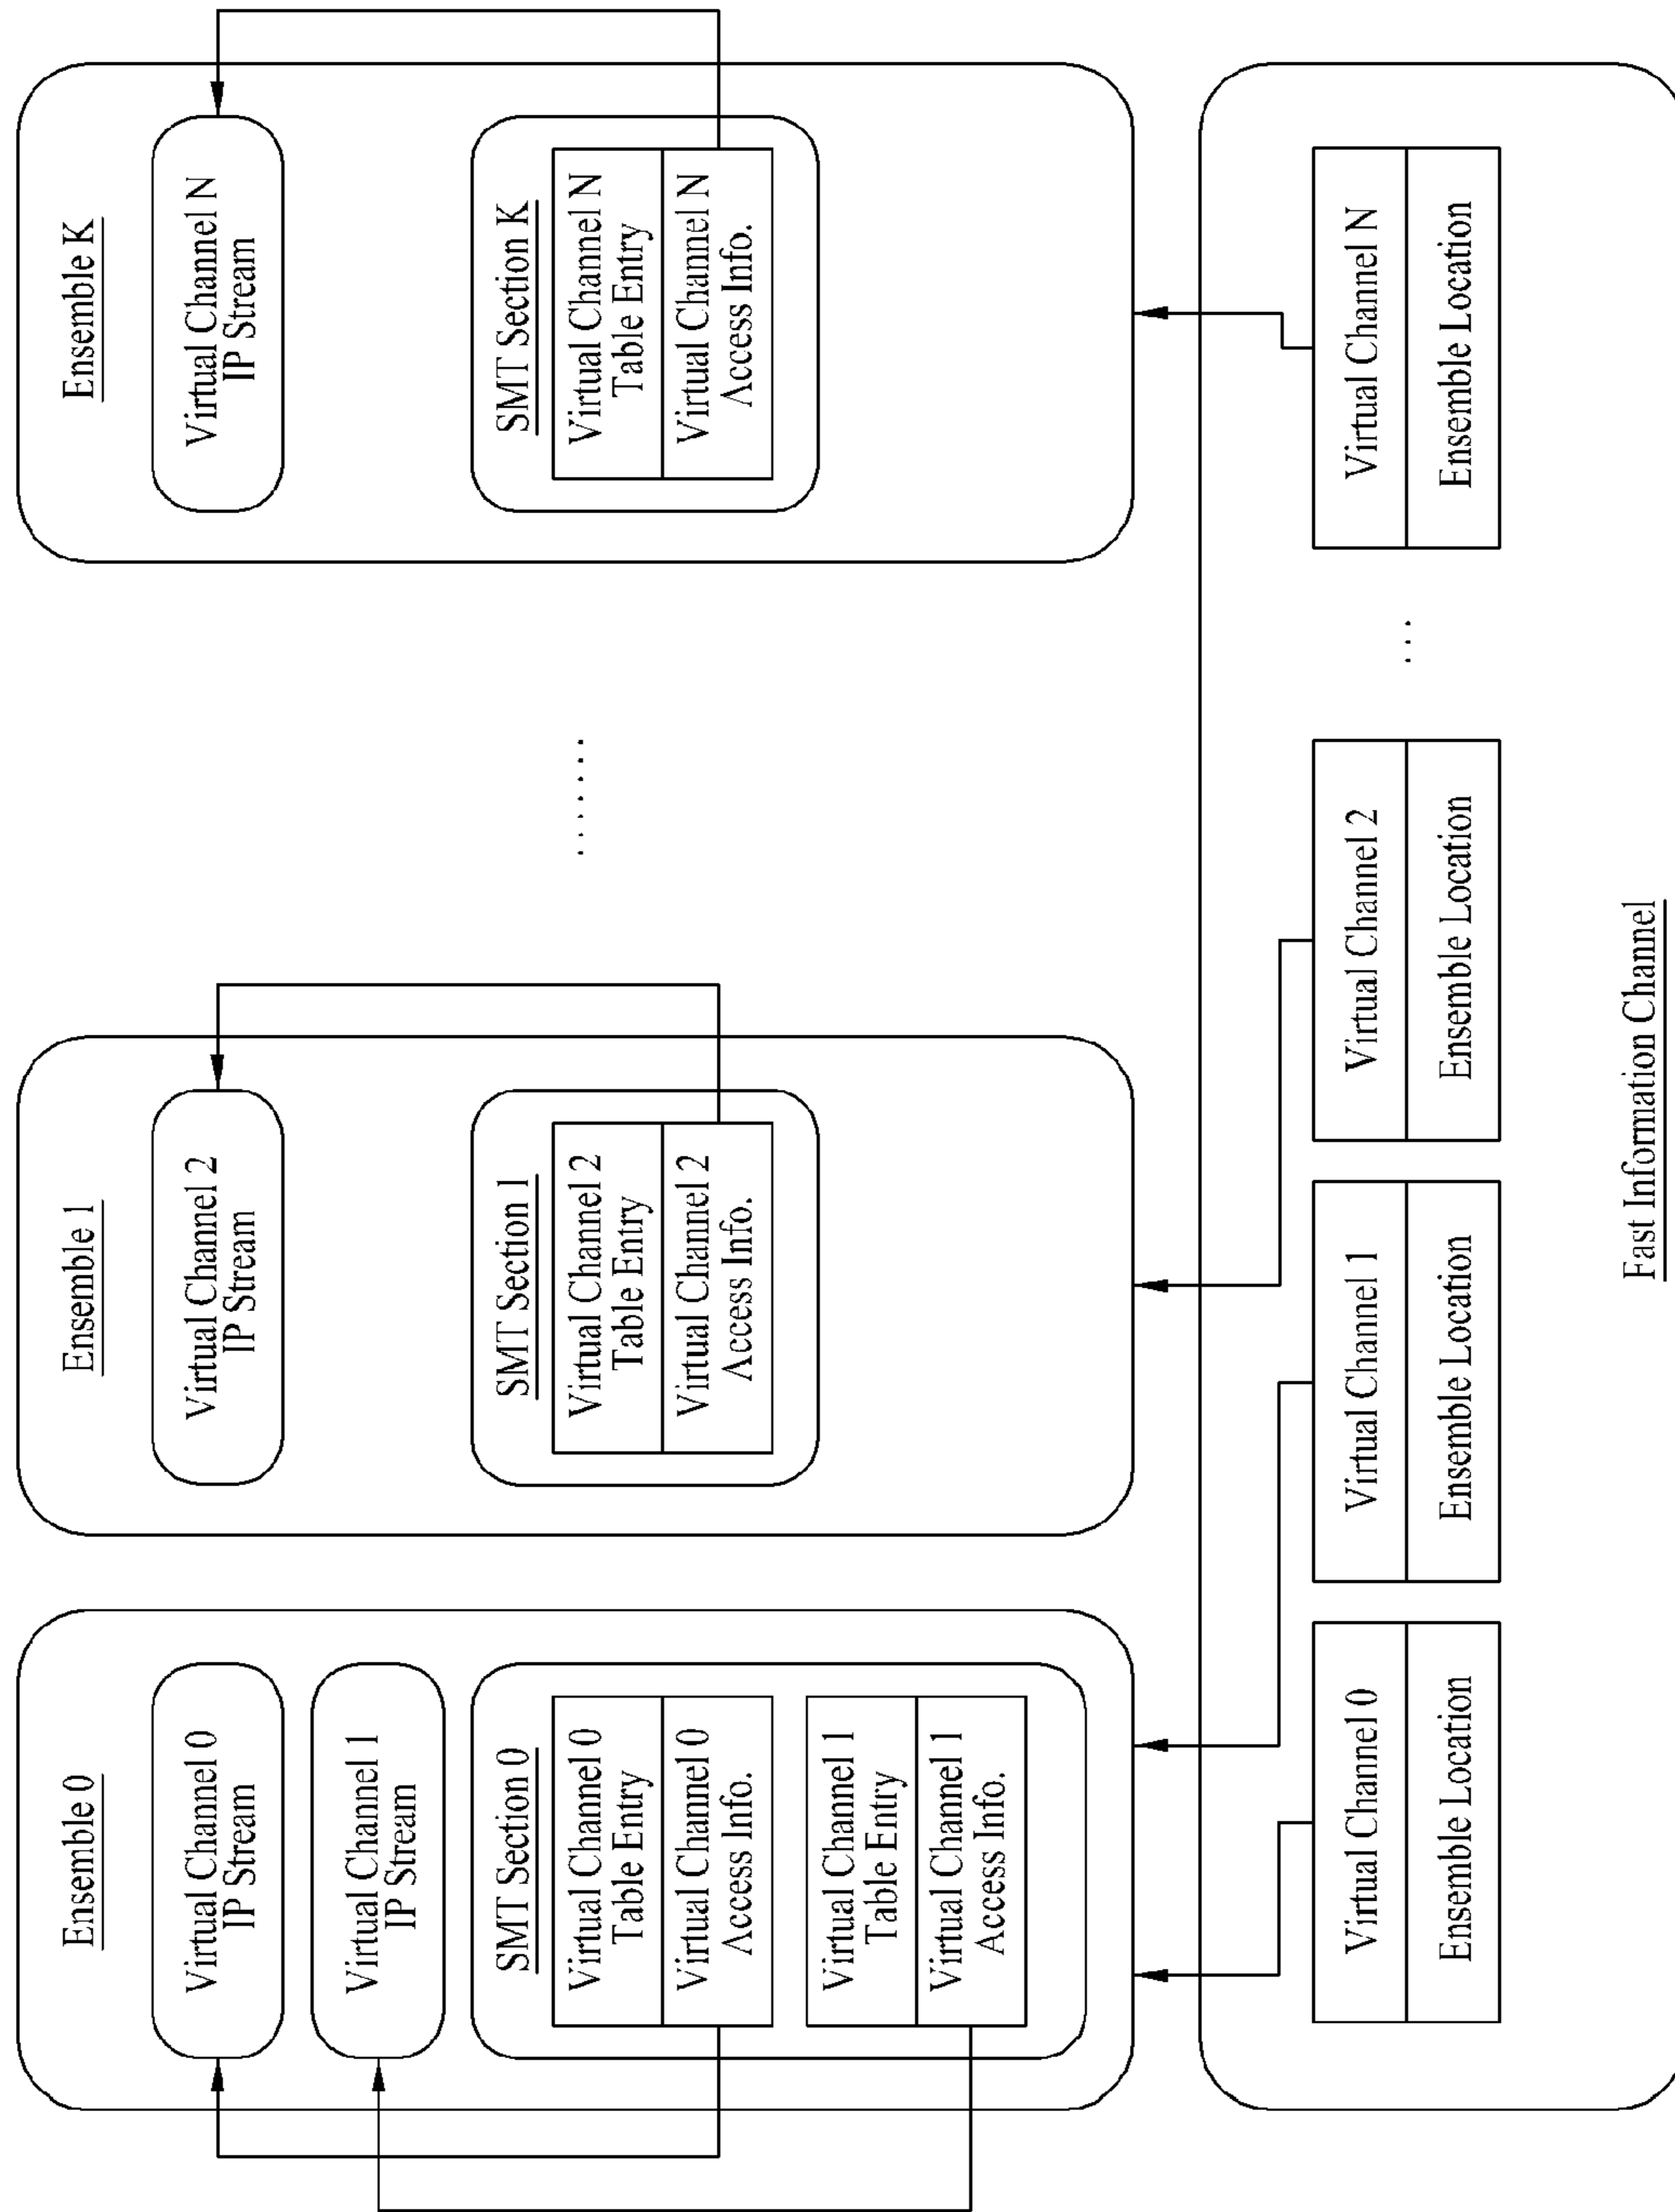 Ensemble 0
Virtual Channel 0
IP Stream
Virtual Channel 1
IP Stream
SMT Section 0
Virtual Channel 0
Table Entry
Virtual Channel 0
Access Info.
Virtual Channel 1
Table Entry
Virtual Channel 1
Access Info.
Ensemble 1
Virtual Channel 2
IP Stream
SMT Section 1
Virtual Channel 2
Table Entry
Virtual Channel 2
Access Info.
........
Ensemble K
Virtual Channel N
IP Stream
SMT Section K
Virtual Channel N
Table Entry
Virtual Channel N
Access Info.
Virtual Channel 0
Ensemble Location
Virtual Channel 1
Ensemble Location
Virtual Channel 2
Ensemble Location
...
Virtual Channel N
Ensemble Location
Fast Information Channel